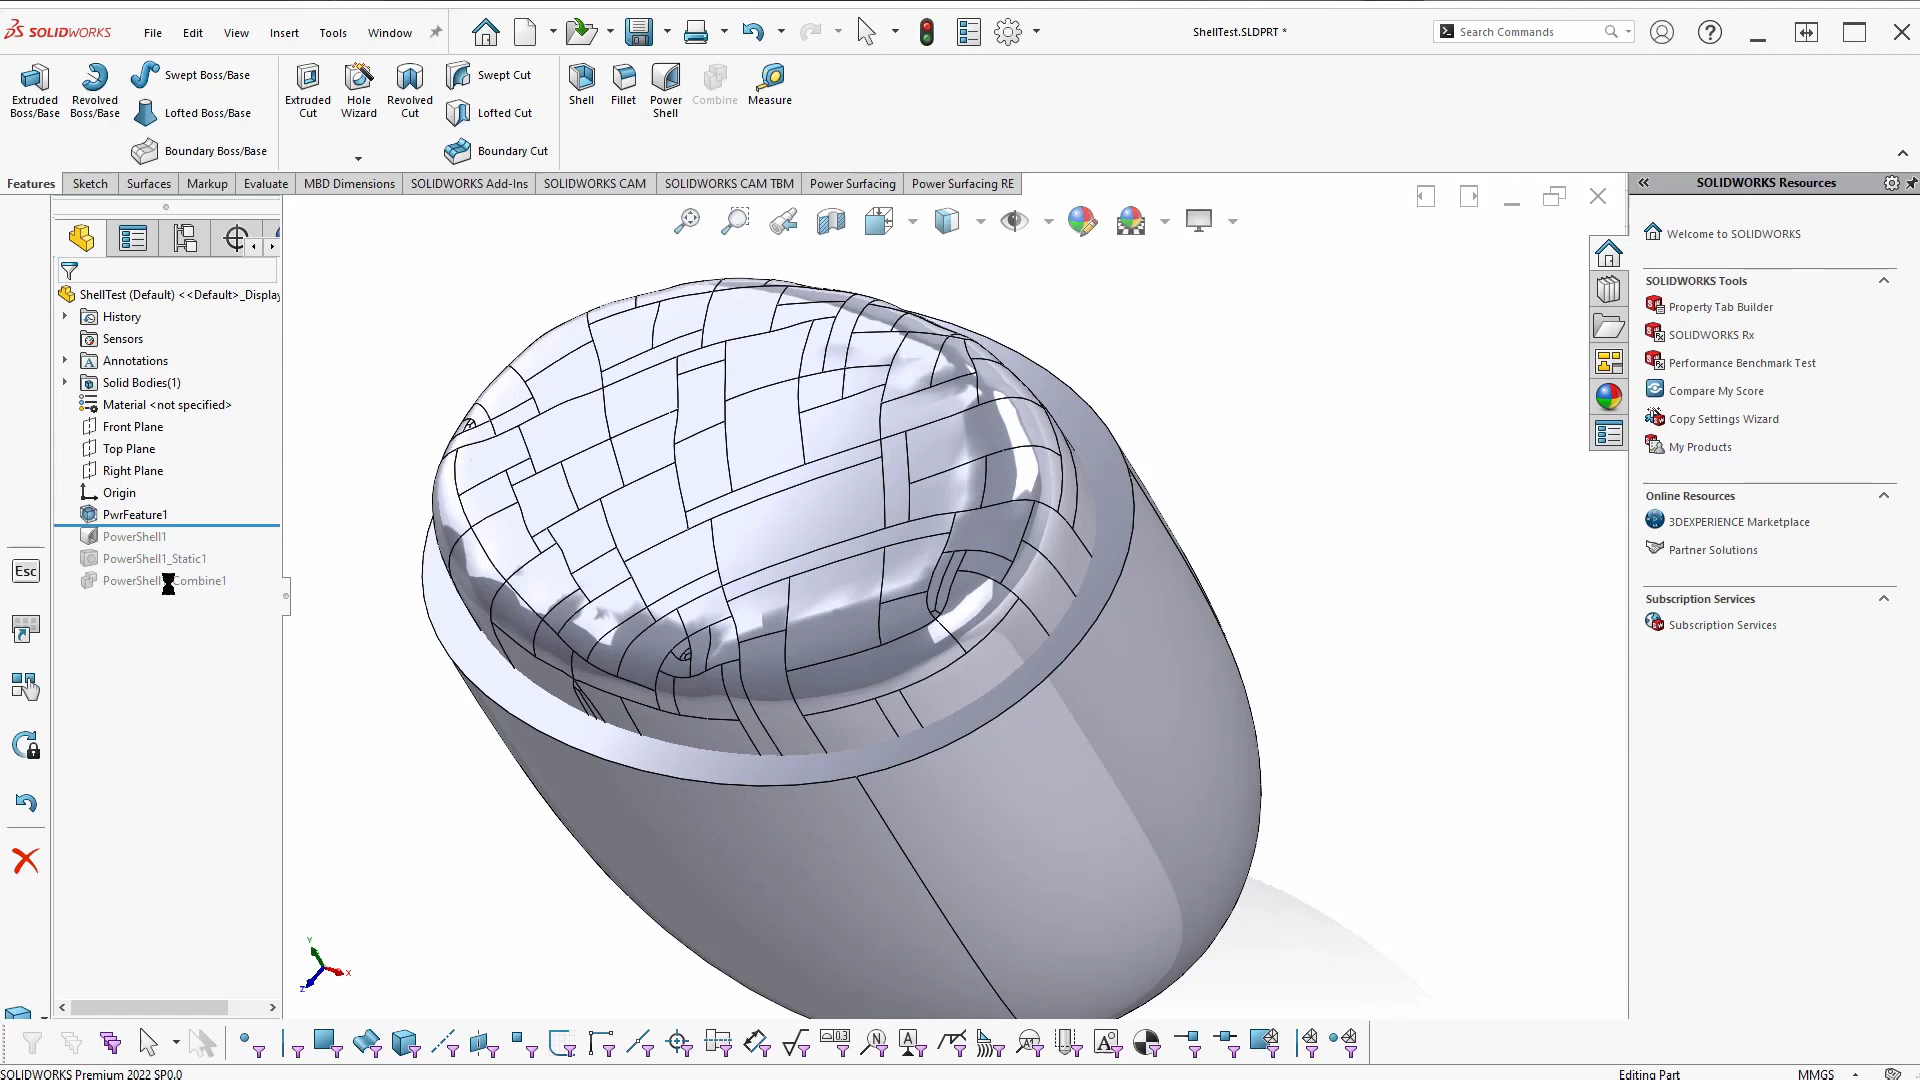 SOLIDWORKS
File Edit View Insert Tools Window
ShellTest.SLDPRT *
Search Commands
Extruded Boss/Base
Revolved Boss/Base
Swept Boss/Base
Lofted Boss/Base
Boundary Boss/Base
Extruded Cut
Hole Wizard
Revolved Cut
Swept Cut
Lofted Cut
Boundary Cut
Shell
Fillet
Power Shell
Combine
Measure
Features Sketch Surfaces Markup Evaluate MBD Dimensions SOLIDWORKS Add-Ins SOLIDWORKS CAM SOLIDWORKS CAM TBM Power Surfacing Power Surfacing RE
ShellTest (Default) <<Default>_Display
History
Sensors
Annotations
Solid Bodies(1)
Material <not specified>
Front Plane
Top Plane
Right Plane
Origin
PwrFeature1
PowerShell1
PowerShell1_Static1
Esc
Y
X
Z
SOLIDWORKS Resources
Welcome to SOLIDWORKS
SOLIDWORKS Tools
Property Tab Builder
SOLIDWORKS Rx
Performance Benchmark Test
Compare My Score
Copy Settings Wizard
My Products
Online Resources
3DEXPERIENCE Marketplace
Partner Solutions
Subscription Services
Subscription Services
SOLIDWORKS Premium 2022 SP0.0
Editing Part
MMGS